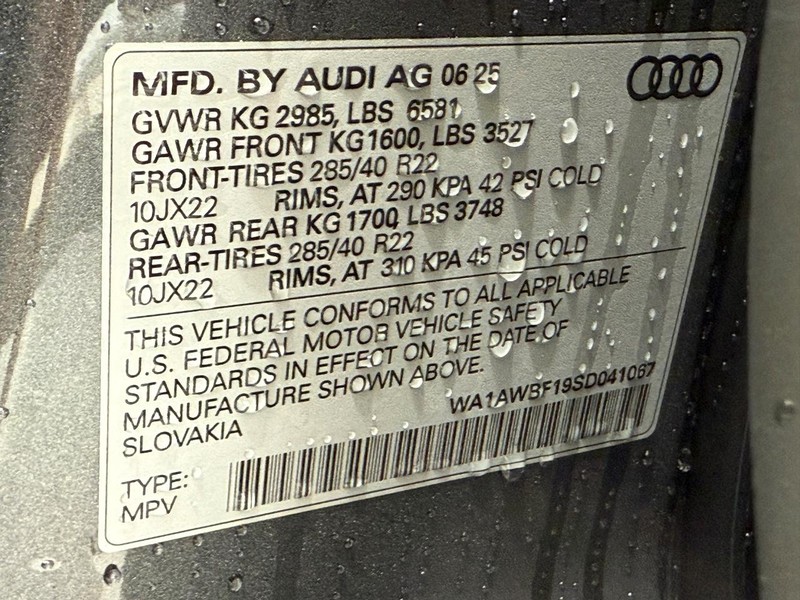 MFD. BY AUDI AG 06 25
GVWR KG 2985, LBS 6581
GAWR FRONT KG1600, LBS 3527
FRONT-TIRES 285/40 R22
10JX22 RIMS, AT 290 KPA 42 PSI COLD
GAWR REAR KG1700, LBS 3748
REAR-TIRES 285/40 R22
10JX22 RIMS, AT 310 KPA 45 PSI COLD
THIS VEHICLE CONFORMS TO ALL APPLICABLE
U.S. FEDERAL MOTOR VEHICLE SAFETY
STANDARDS IN EFFECT ON THE DATE OF
MANUFACTURE SHOWN ABOVE.
SLOVAKIA
WA1AWBF19SD041067
TYPE:
MPV